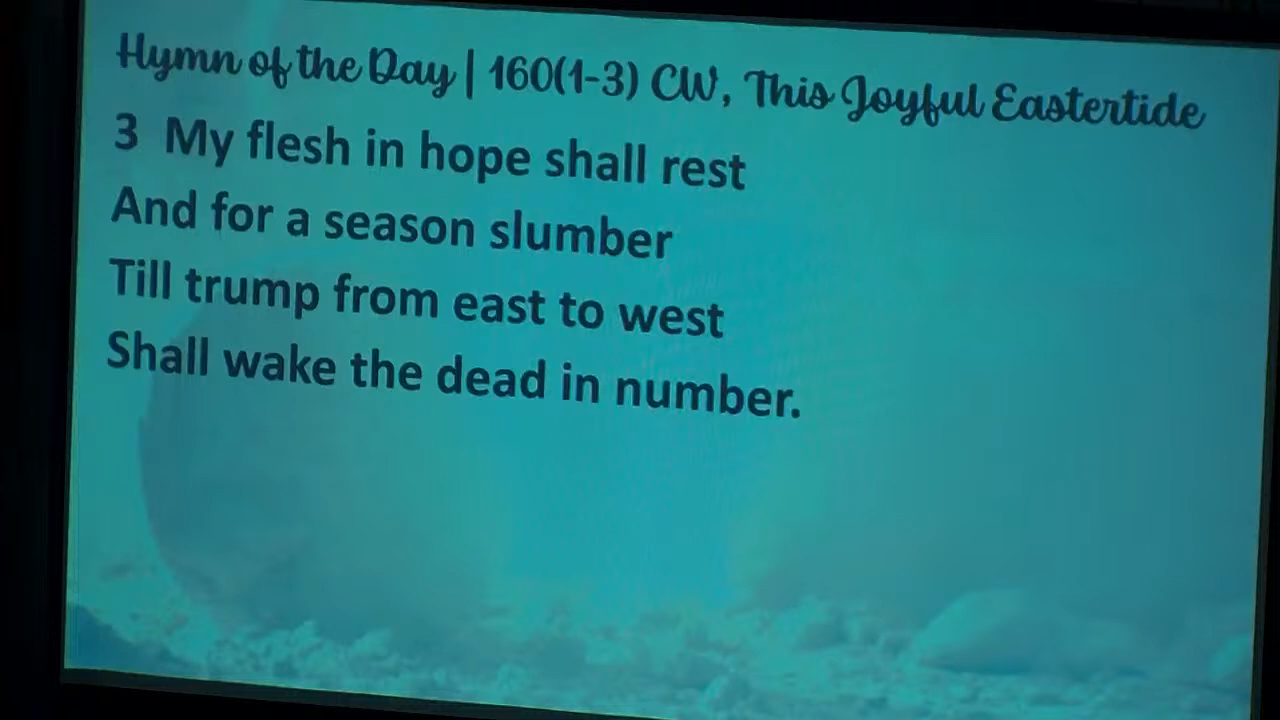 Hymn of the Day | 160(1-3) CW, This Joyful Eastertide
3 My flesh in hope shall rest
And for a season slumber
Till trump from east to west
Shall wake the dead in number.